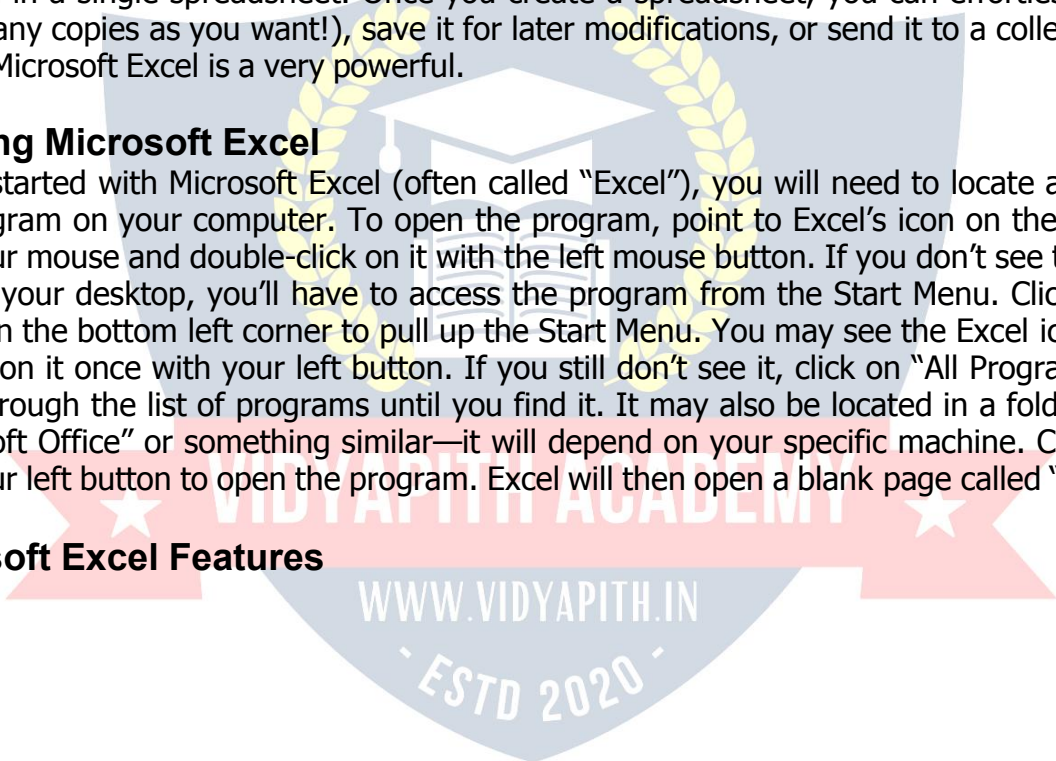 in a single spreadsheet. Once you create a spreadsheet, you can effortles
any copies as you want!), save it for later modifications, or send it to a colle
Microsoft Excel is a very powerful.
ng Microsoft Excel
started with Microsoft Excel (often called “Excel”), you will need to locate a
gram on your computer. To open the program, point to Excel’s icon on the
ur mouse and double-click on it with the left mouse button. If you don’t see t
your desktop, you’ll have to access the program from the Start Menu. Clic
n the bottom left corner to pull up the Start Menu. You may see the Excel ic
on it once with your left button. If you still don’t see it, click on “All Progra
rough the list of programs until you find it. It may also be located in a fold
oft Office” or something similar—it will depend on your specific machine. C
ur left button to open the program. Excel will then open a blank page called “
VIDYAPITH ACADEMY
soft Excel Features
WWW.VIDYAPITH.IN
- ESTD 2020 -